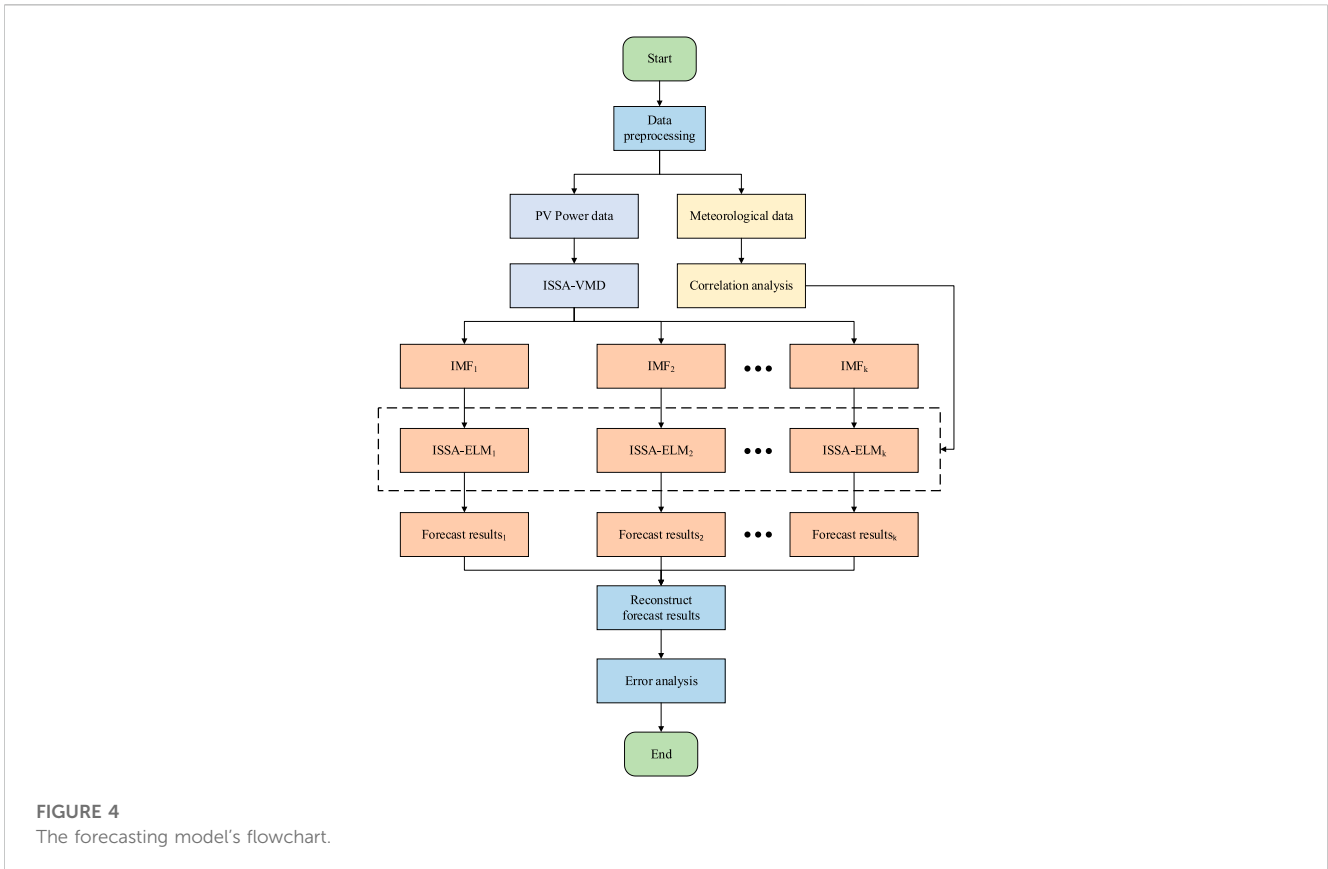 Start
Data
preprocessing
PV Power data
Meteorological data
ISSA-VMD
Correlation analysis
IMF₁
IMF₂
IMFₖ
ISSA-ELM₁
ISSA-ELM₂
ISSA-ELMₖ
Forecast results₁
Forecast results₂
Forecast resultsₖ
Reconstruct
forecast results
Error analysis
End
FIGURE 4
The forecasting model's flowchart.